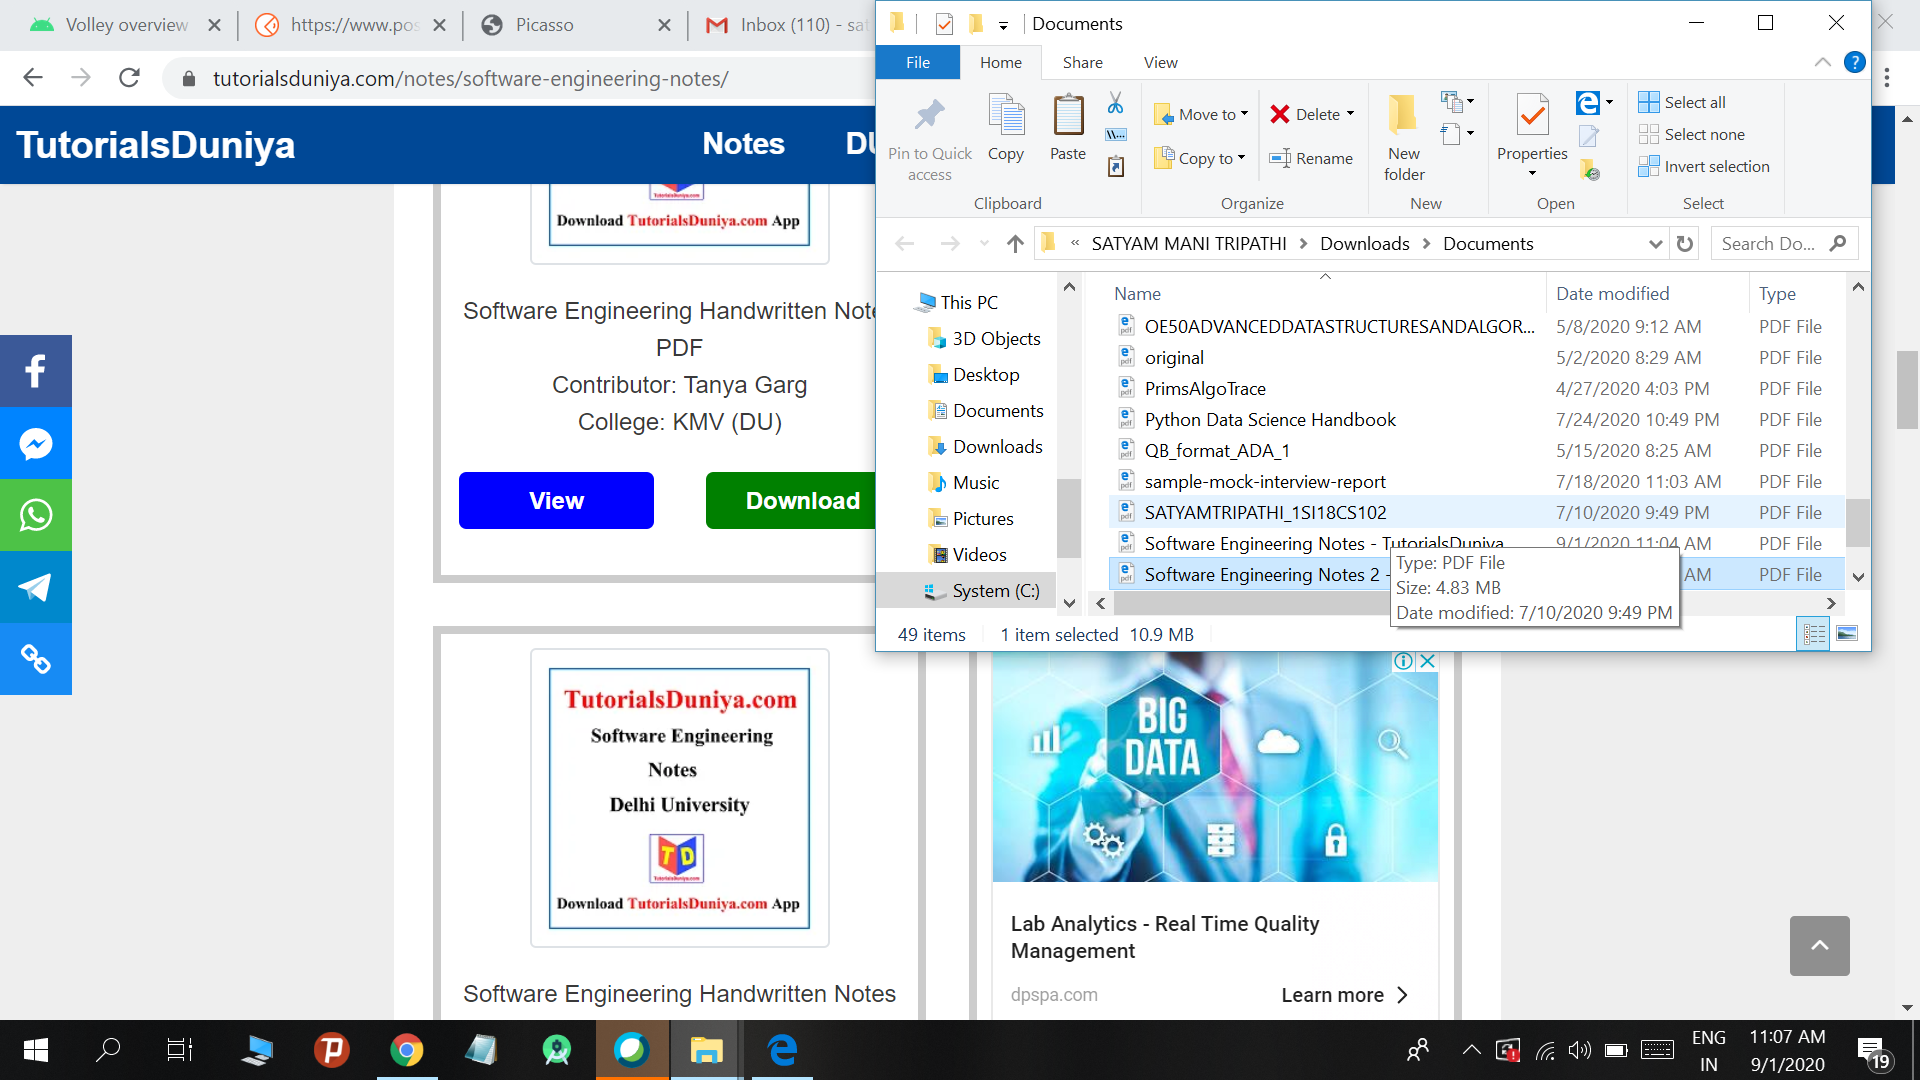 Volley overview
https://www.pos
Picasso
Inbox (110) - sat
tutorialsduniya.com/notes/software-engineering-notes/
TutorialsDuniya
Notes
DU
Download TutorialsDuniya.com App
Software Engineering Handwritten Note
PDF
Contributor: Tanya Garg
College: KMV (DU)
View
Download
TutorialsDuniya.com
Software Engineering
Notes
Delhi University
TD
Download TutorialsDuniya.com App
Software Engineering Handwritten Notes
Documents
File
Home
Share
View
Pin to Quick
access
Copy
Paste
Clipboard
Move to
Copy to
Delete
Rename
Organize
New
folder
New
Properties
Open
Select all
Select none
Invert selection
Select
« SATYAM MANI TRIPATHI > Downloads > Documents
Search Do...
This PC
3D Objects
Desktop
Documents
Downloads
Music
Pictures
Videos
System (C:)
Name Date modified Type
OE50ADVANCEDDATASTRUCTURESANDALGOR... 5/8/2020 9:12 AM PDF File
original 5/2/2020 8:29 AM PDF File
PrimsAlgoTrace 4/27/2020 4:03 PM PDF File
Python Data Science Handbook 7/24/2020 10:49 PM PDF File
QB_format_ADA_1 5/15/2020 8:25 AM PDF File
sample-mock-interview-report 7/18/2020 11:03 AM PDF File
SATYAMTRIPATHI_1SI18CS102 7/10/2020 9:49 PM PDF File
Software Engineering Notes - TutorialsDuniya 9/1/2020 11:04 AM PDF File
Software Engineering Notes 2 - AM PDF File
Type: PDF File
Size: 4.83 MB
Date modified: 7/10/2020 9:49 PM
49 items 1 item selected 10.9 MB
BIG
DATA
Lab Analytics - Real Time Quality
Management
dpspa.com
Learn more
ENG
IN
11:07 AM
9/1/2020
19